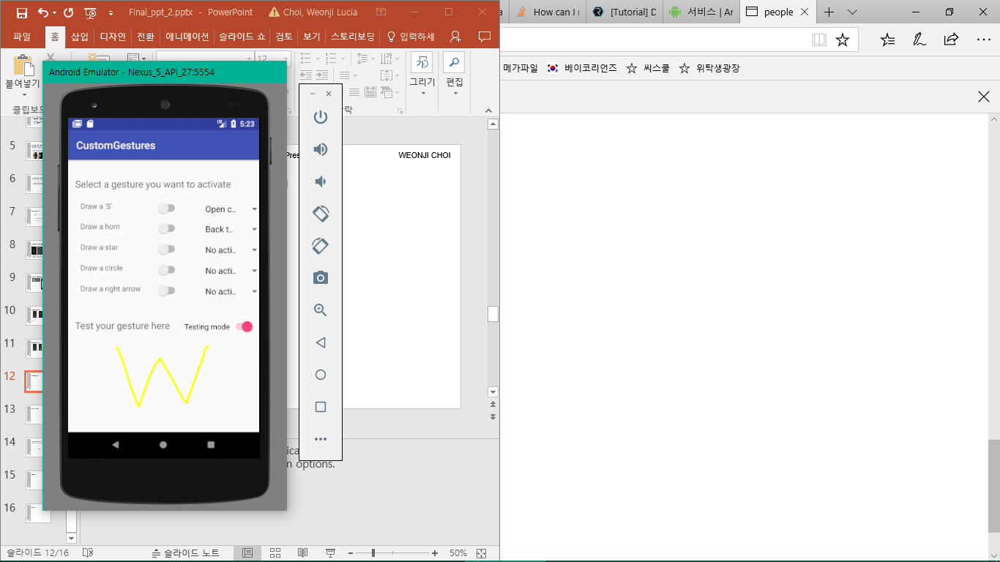 Final_ppt_2.pptx - PowerPoint
Choi, Weonji Lucia
파일 홈 삽입 디자인 전환 애니메이션 슬라이드 쇼 검토 보기 스토리보딩 입력하세
붙여넣기
12
그리기
편집
클립보드
락
Android Emulator - Nexus_5_API_27:5554
5:23
CustomGestures
Select a gesture you want to activate
Draw a 'S' Open c..
Draw a horn Back t..
Draw a star No acti..
Draw a circle No acti..
Draw a right arrow No acti..
Test your gesture here Testing mode
5
6
7
8
9
10
11
12
13
14
15
16
Pres
WEONJI CHOI
ica
n options.
슬라이드 12/16
슬라이드 노트
50%
a
How can I
[Tutorial] D
서비스 | Ar
people
메가파일 베이코리언즈 씨스쿨 위탁생광장